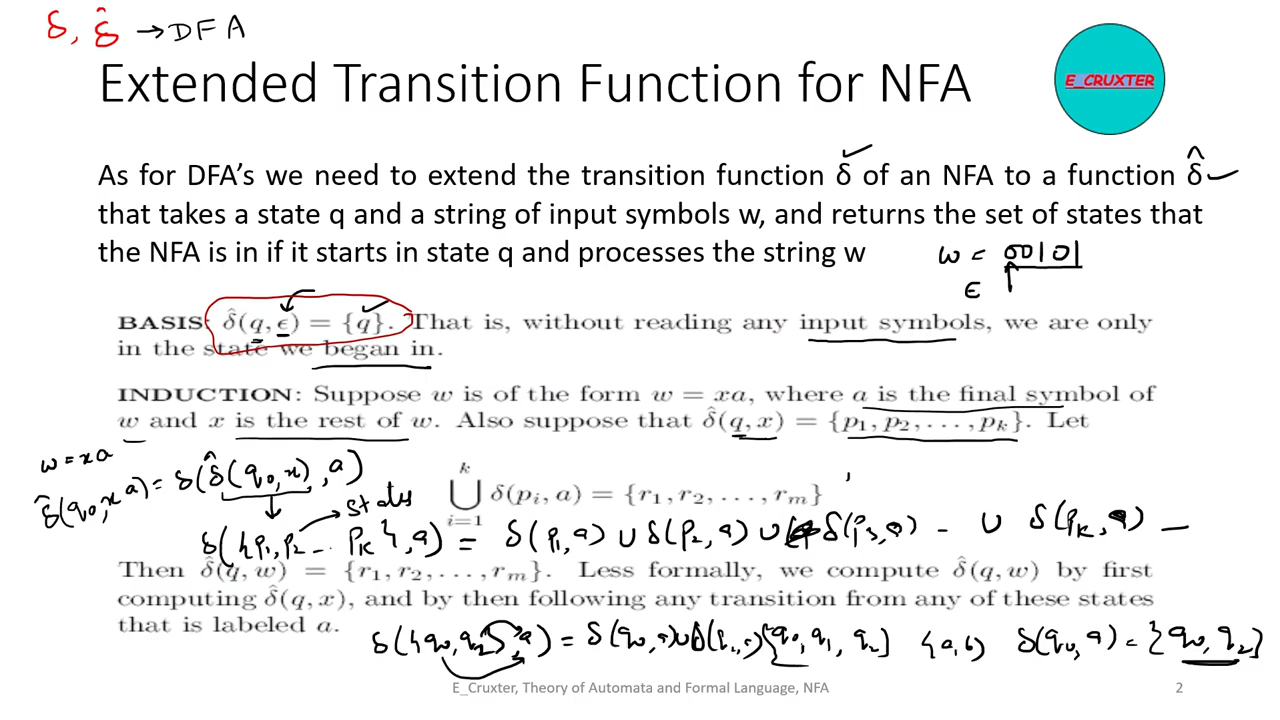 δ, δ̂ → DFA
Extended Transition Function for NFA
E_CRUXTER
As for DFA's we need to extend the transition function δ of an NFA to a function δ̂
that takes a state q and a string of input symbols w, and returns the set of states that
the NFA is in if it starts in state q and processes the string w
w = 00101
ϵ
BASIS: δ̂(q, ϵ) = {q}. That is, without reading any input symbols, we are only
in the state we began in.
INDUCTION: Suppose w is of the form w = xa, where a is the final symbol of
w and x is the rest of w. Also suppose that δ̂(q, x) = {p₁, p₂, . . . , pₖ}. Let
w = xa
δ̂(q₀, xa) = δ(δ̂(q₀, x), a)
states
⋃ᵢ₌₁ᵏ δ(pᵢ, a) = {r₁, r₂, . . . , rₘ}
δ({p₁, p₂ -- pₖ}, a) = δ(p₁, a) ∪ δ(p₂, a) ∪ δ(p₃, a) - ∪ δ(pₖ, a) -
Then δ̂(q, w) = {r₁, r₂, . . . , rₘ}. Less formally, we compute δ̂(q, w) by first
computing δ̂(q, x), and by then following any transition from any of these states
that is labeled a.
δ({q₀, q₂}, a) = δ(q₀, a) ∪ {q₀, q₁, q₂} {a, b} δ(q₀, a) = {q₀, q₂}
E_Cruxter, Theory of Automata and Formal Language, NFA
2